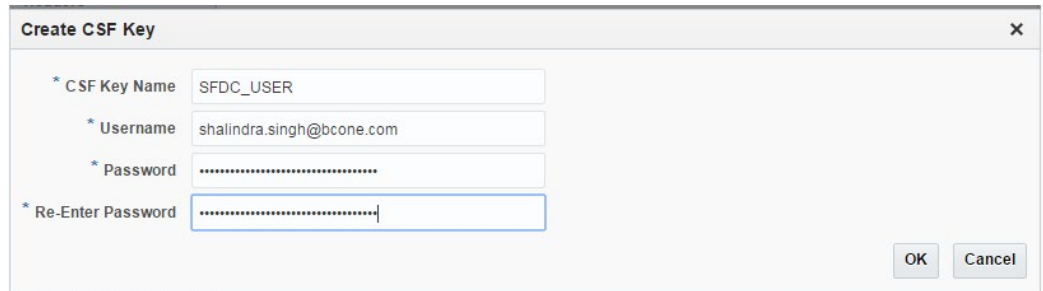 Create CSF Key ×
* CSF Key Name SFDC_USER
* Username shalindra.singh@bcone.com
* Password ••••••••••••••••••••••••••••••••••••
* Re-Enter Password ••••••••••••••••••••••••••••••••••••
OK Cancel